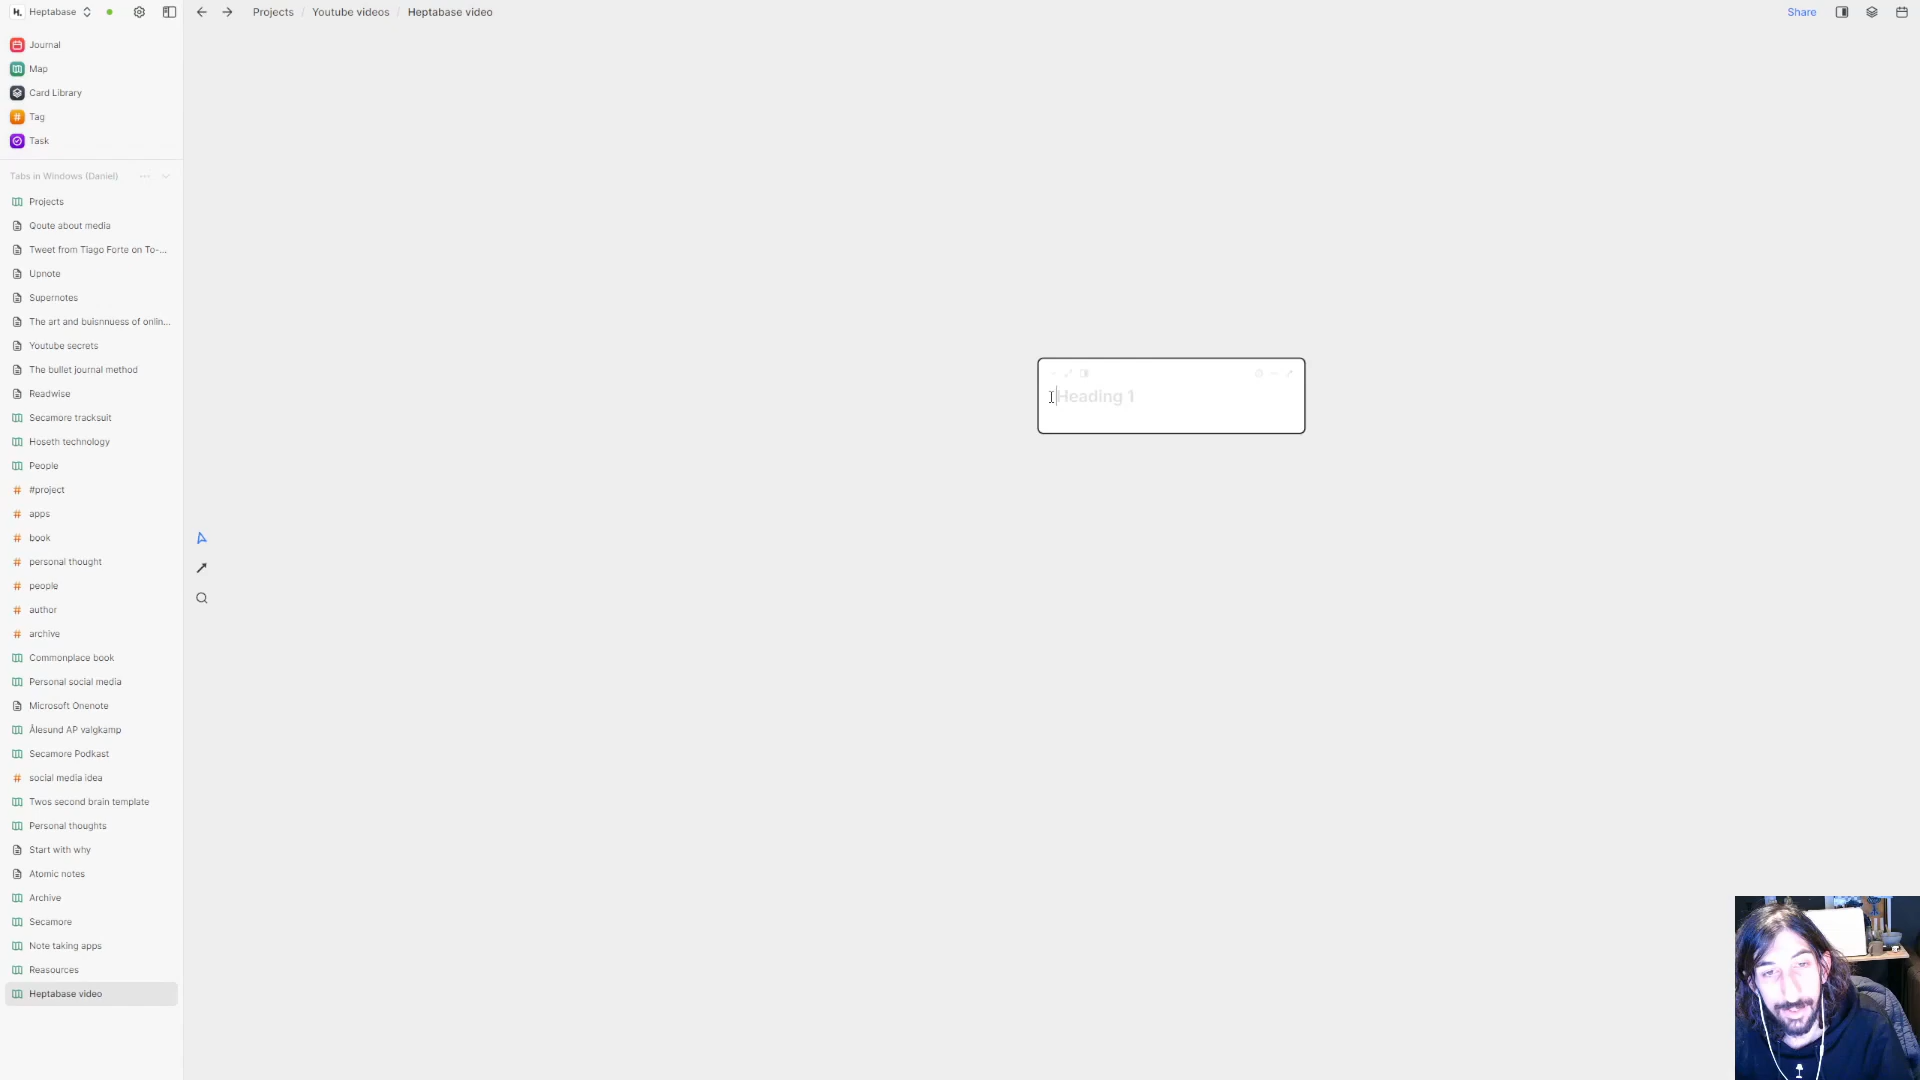 Heptabase
Projects / Youtube videos / Heptabase video
Share
Journal
Map
Card Library
Tag
Task
Tabs in Windows (Daniel)
Projects
Qoute about media
Tweet from Tiago Forte on To-...
Upnote
Supernotes
The art and buisnnuess of onlin...
Youtube secrets
The bullet journal method
Readwise
Secamore tracksuit
Hoseth technology
People
# #project
# apps
# book
# personal thought
# people
# author
# archive
Commonplace book
Personal social media
Microsoft Onenote
Ålesund AP valgkamp
Secamore Podkast
# social media idea
Twos second brain template
Personal thoughts
Start with why
Atomic notes
Archive
Secamore
Note taking apps
Reasources
Heptabase video
Heading 1